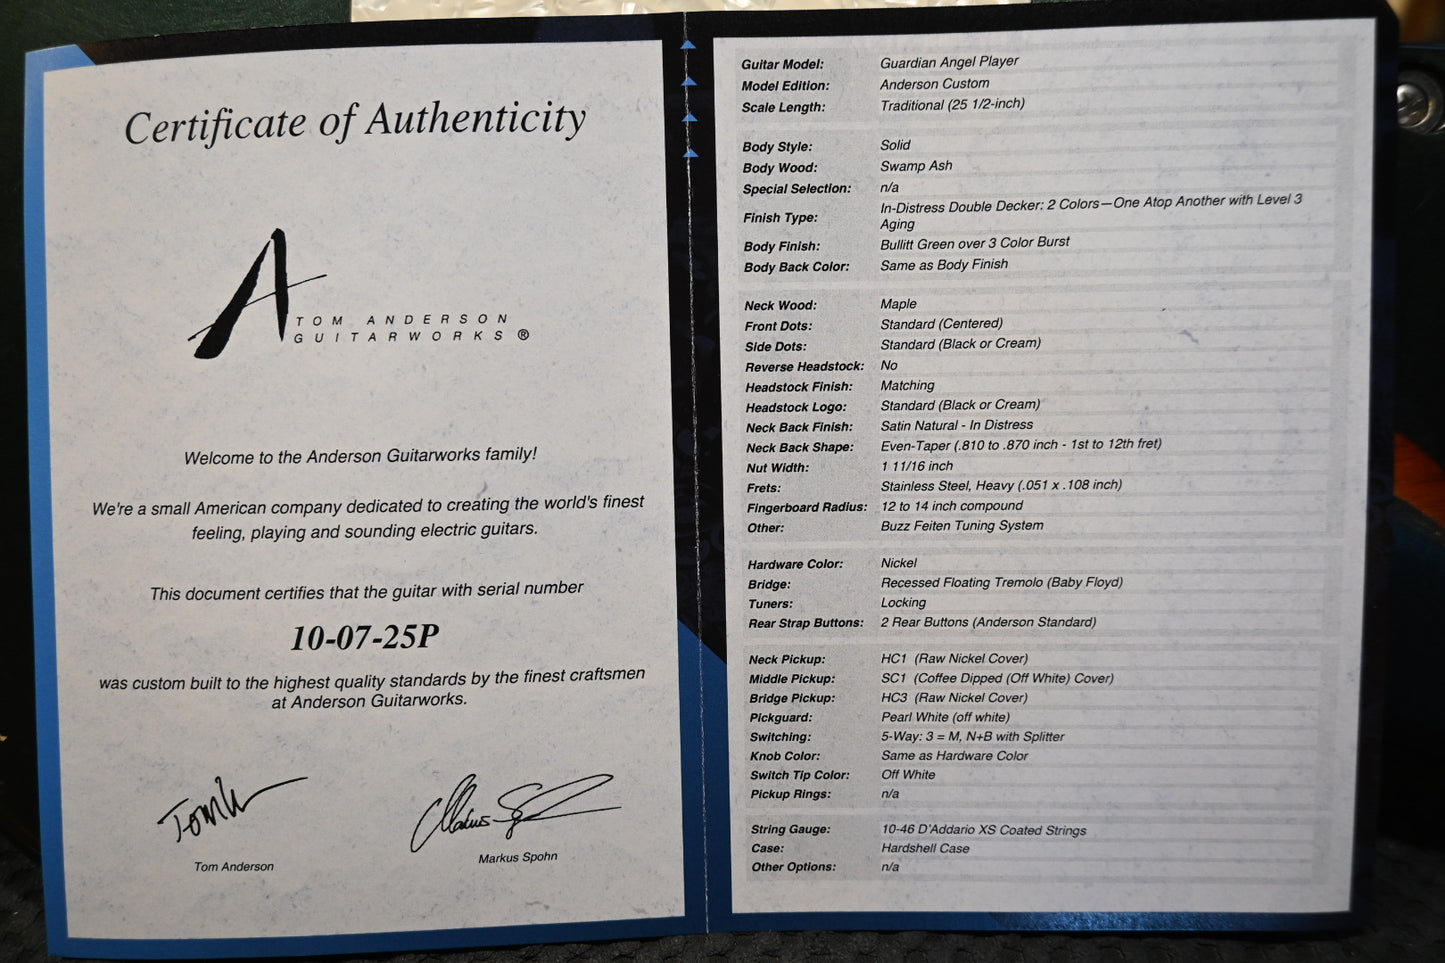 Certificate of Authenticity
TOM ANDERSON
GUITARWORKS ®
Welcome to the Anderson Guitarworks family!
We're a small American company dedicated to creating the world's finest
feeling, playing and sounding electric guitars.
This document certifies that the guitar with serial number
10-07-25P
was custom built to the highest quality standards by the finest craftsmen
at Anderson Guitarworks.
Tom Anderson
Markus Spohn
Guitar Model: Guardian Angel Player
Model Edition: Anderson Custom
Scale Length: Traditional (25 1/2-inch)
Body Style: Solid
Body Wood: Swamp Ash
Special Selection: n/a
Finish Type: In-Distress Double Decker: 2 Colors—One Atop Another with Level 3
Aging
Body Finish: Bullitt Green over 3 Color Burst
Body Back Color: Same as Body Finish
Neck Wood: Maple
Front Dots: Standard (Centered)
Side Dots: Standard (Black or Cream)
Reverse Headstock: No
Headstock Finish: Matching
Headstock Logo: Standard (Black or Cream)
Neck Back Finish: Satin Natural - In Distress
Neck Back Shape: Even-Taper (.810 to .870 inch - 1st to 12th fret)
Nut Width: 1 11/16 inch
Frets: Stainless Steel, Heavy (.051 x .108 inch)
Fingerboard Radius: 12 to 14 inch compound
Other: Buzz Feiten Tuning System
Hardware Color: Nickel
Bridge: Recessed Floating Tremolo (Baby Floyd)
Tuners: Locking
Rear Strap Buttons: 2 Rear Buttons (Anderson Standard)
Neck Pickup: HC1 (Raw Nickel Cover)
Middle Pickup: SC1 (Coffee Dipped (Off White) Cover)
Bridge Pickup: HC3 (Raw Nickel Cover)
Pickguard: Pearl White (off white)
Switching: 5-Way: 3 = M, N+B with Splitter
Knob Color: Same as Hardware Color
Switch Tip Color: Off White
Pickup Rings: n/a
String Gauge: 10-46 D'Addario XS Coated Strings
Case: Hardshell Case
Other Options: n/a